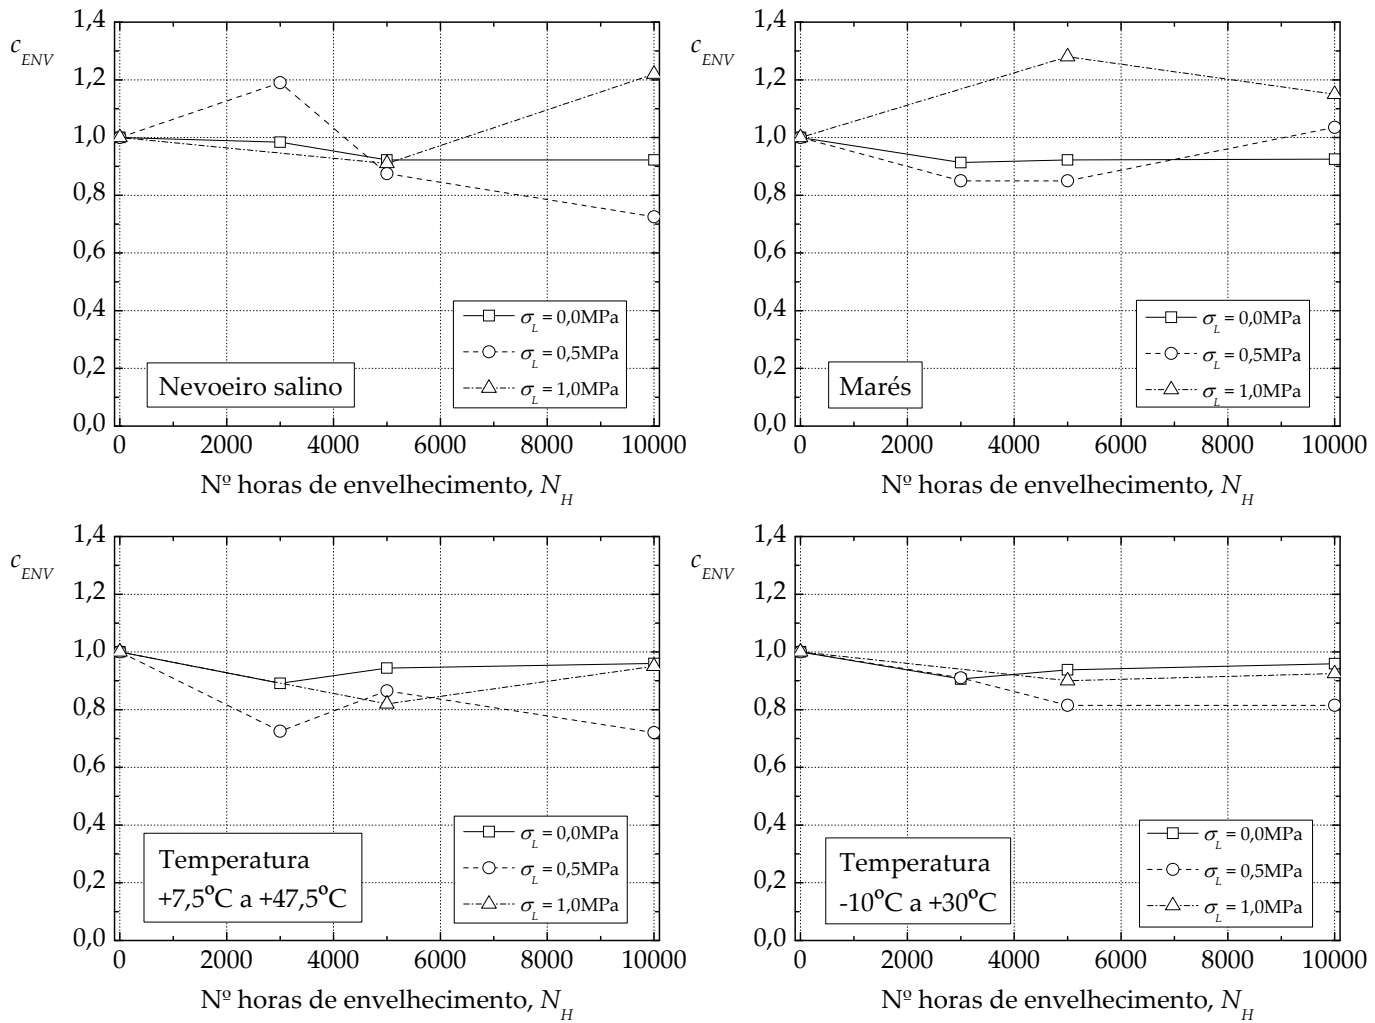 1,4
c_ENV
1,2
1,0
0,8
0,6
0,4
0,2
0,0
σ_L = 0,0MPa
σ_L = 0,5MPa
σ_L = 1,0MPa
Nevoeiro salino
0 2000 4000 6000 8000 10000
Nº horas de envelhecimento, N_H
1,4
c_ENV
1,2
1,0
0,8
0,6
0,4
0,2
0,0
σ_L = 0,0MPa
σ_L = 0,5MPa
σ_L = 1,0MPa
Marés
0 2000 4000 6000 8000 10000
Nº horas de envelhecimento, N_H
1,4
c_ENV
1,2
1,0
0,8
0,6
0,4
0,2
0,0
σ_L = 0,0MPa
σ_L = 0,5MPa
σ_L = 1,0MPa
Temperatura
+7,5ºC a +47,5ºC
0 2000 4000 6000 8000 10000
Nº horas de envelhecimento, N_H
1,4
c_ENV
1,2
1,0
0,8
0,6
0,4
0,2
0,0
σ_L = 0,0MPa
σ_L = 0,5MPa
σ_L = 1,0MPa
Temperatura
-10ºC a +30ºC
0 2000 4000 6000 8000 10000
Nº horas de envelhecimento, N_H